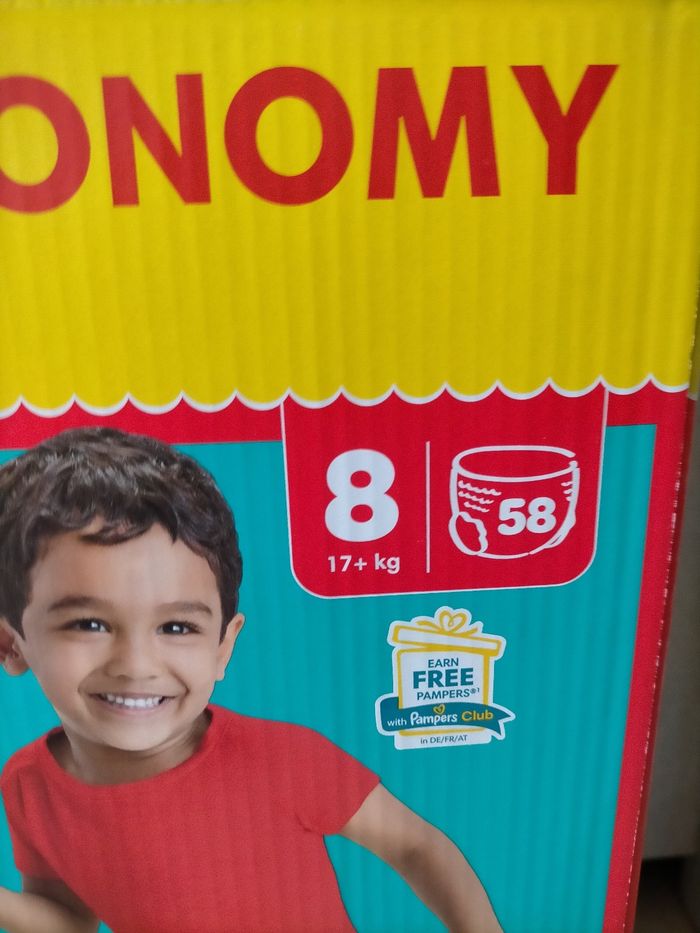 ONOMY
8
17+ kg
58
EARN
FREE
PAMPERS®¹
with Pampers Club
in DE/FR/AT